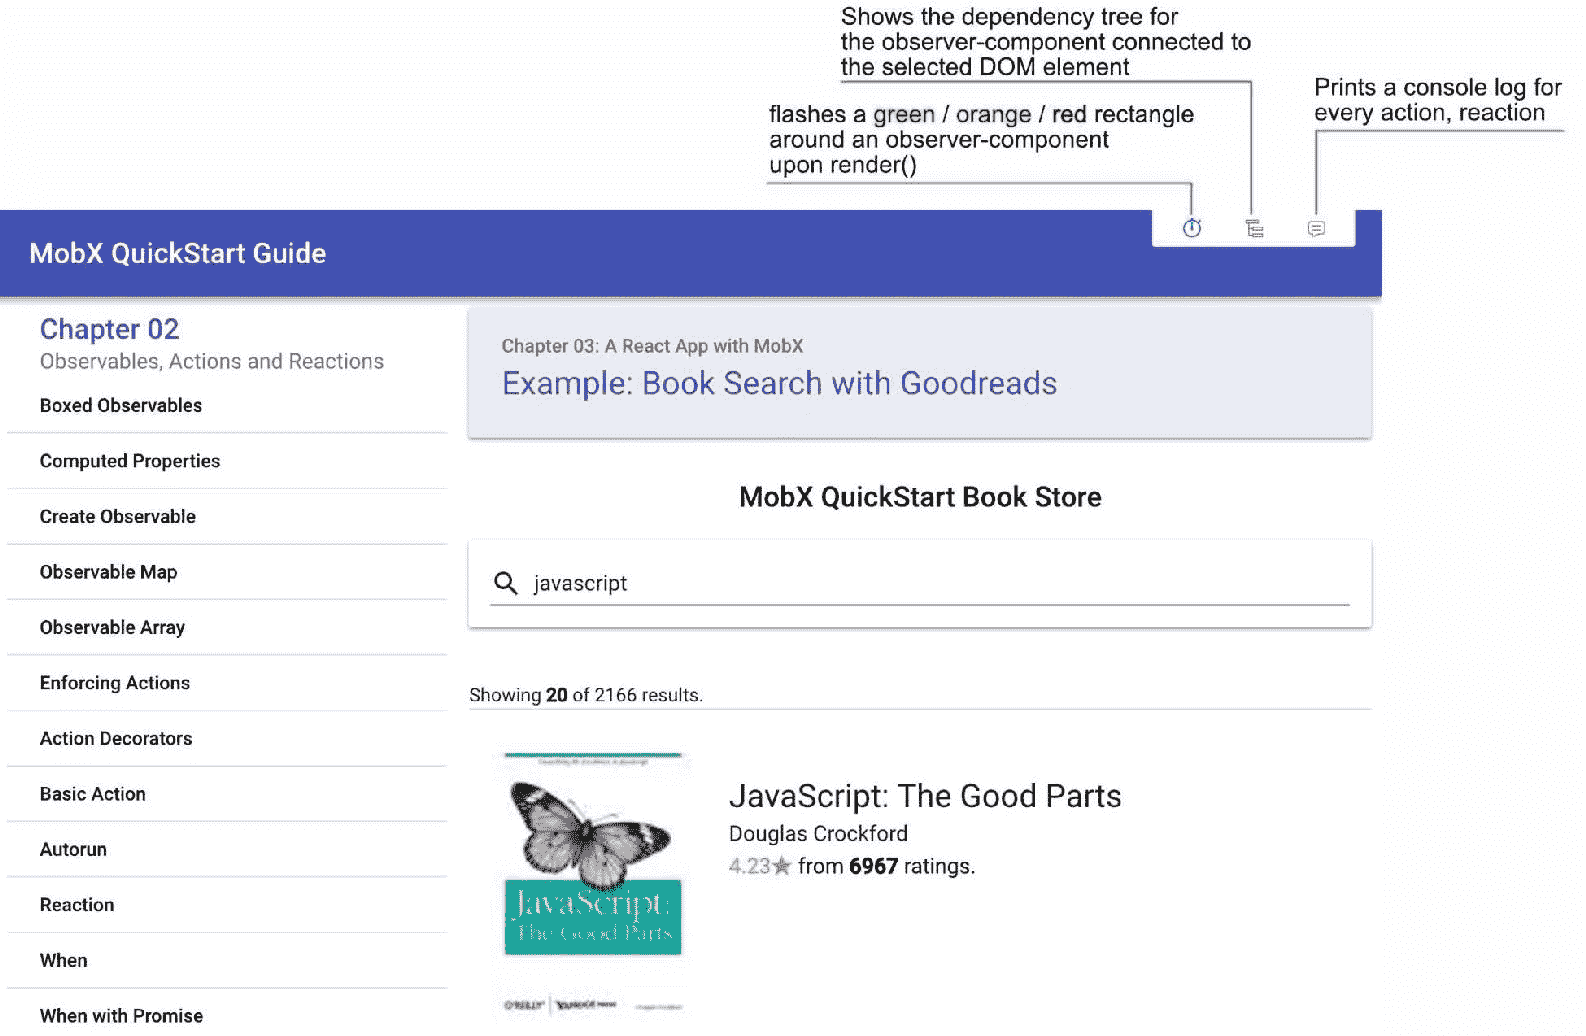 Shows the dependency tree for
the observer-component connected to
the selected DOM element
Prints a console log for
every action, reaction
flashes a green / orange / red rectangle
around an observer-component
upon render()
MobX QuickStart Guide
Chapter 02
Observables, Actions and Reactions
Boxed Observables
Computed Properties
Create Observable
Observable Map
Observable Array
Enforcing Actions
Action Decorators
Basic Action
Autorun
Reaction
When
When with Promise
Chapter 03: A React App with MobX
Example: Book Search with Goodreads
MobX QuickStart Book Store
javascript
Showing 20 of 2166 results.
JavaScript:
The Good Parts
O'REILLY
JavaScript: The Good Parts
Douglas Crockford
4.23★ from 6967 ratings.